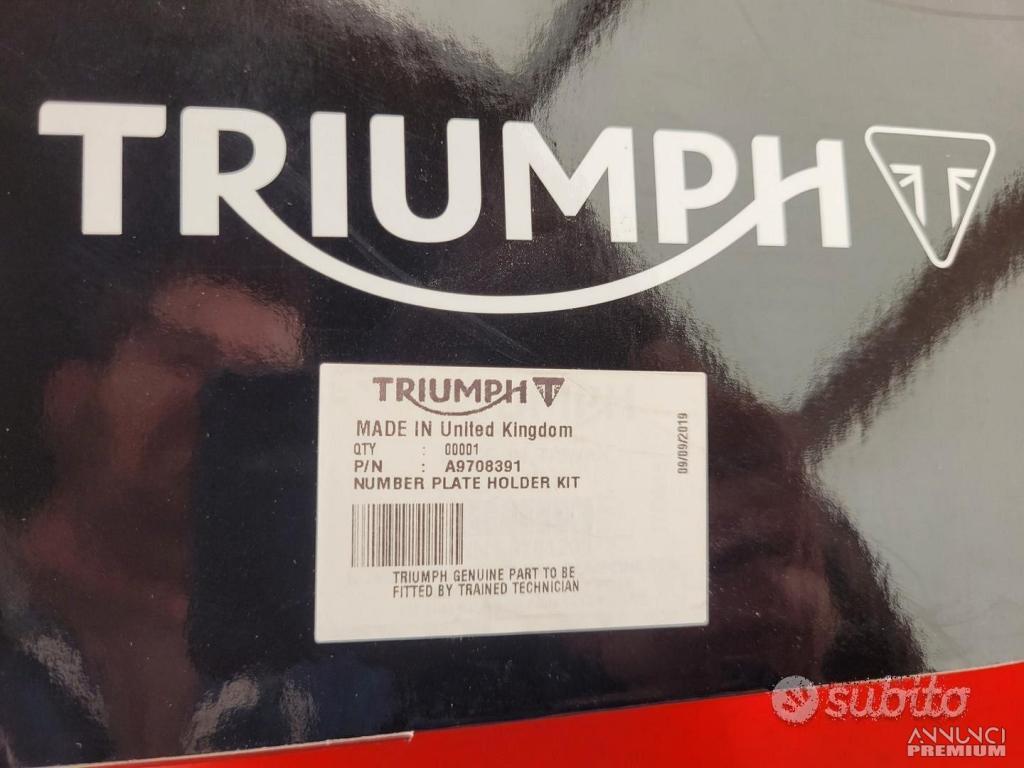 TRIUMPH
TRIUMPH
MADE IN United Kingdom
QTY : 00001
P/N : A9708391
NUMBER PLATE HOLDER KIT
TRIUMPH GENUINE PART TO BE
FITTED BY TRAINED TECHNICIAN
09/09/2019
subito
ANNUNCI
PREMIUM